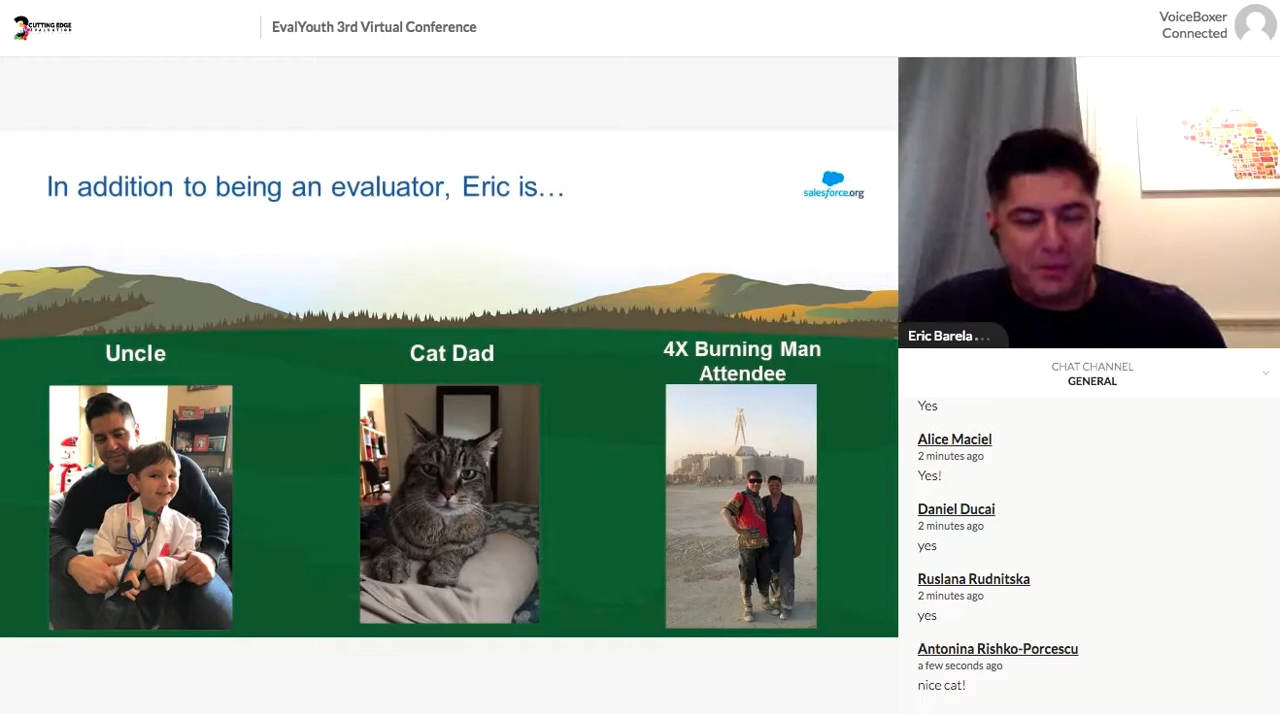 CUTTING EDGE
EvalYouth 3rd Virtual Conference
VoiceBoxer
Connected
In addition to being an evaluator, Eric is…
salesforce.org
Uncle
Cat Dad
4X Burning Man
Attendee
Eric Barela...
CHAT CHANNEL
GENERAL
Yes
Alice Maciel
2 minutes ago
Yes!
Daniel Ducai
2 minutes ago
yes
Ruslana Rudnitska
2 minutes ago
yes
Antonina Rishko-Porcescu
a few seconds ago
nice cat!